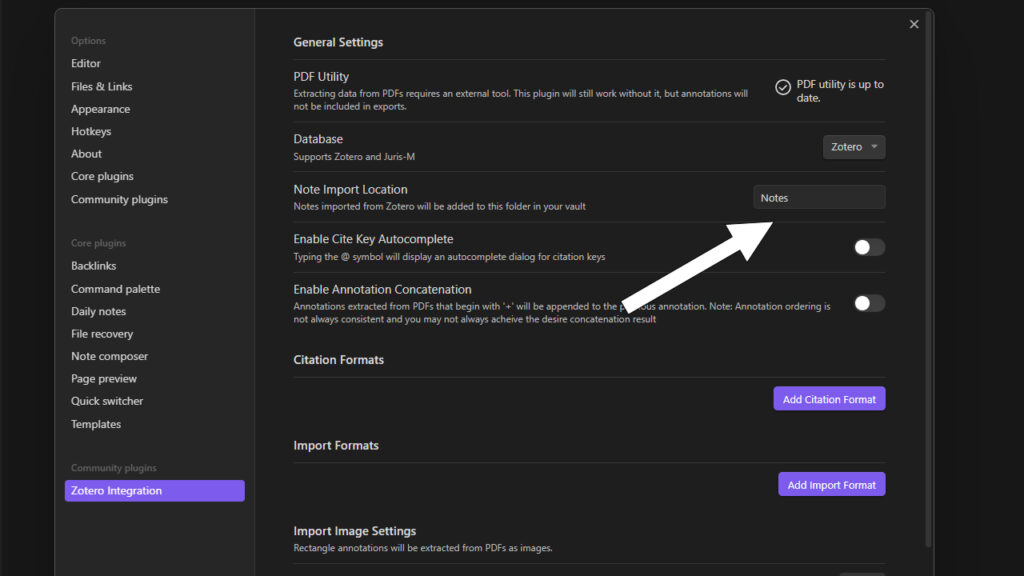 Options
Editor
Files & Links
Appearance
Hotkeys
About
Core plugins
Community plugins
Core plugins
Backlinks
Command palette
Daily notes
File recovery
Note composer
Page preview
Quick switcher
Templates
Community plugins
Zotero Integration
General Settings
PDF Utility
Extracting data from PDFs requires an external tool. This plugin will still work without it, but annotations will
not be included in exports.
PDF utility is up to
date.
Database
Supports Zotero and Juris-M
Zotero
Note Import Location
Notes imported from Zotero will be added to this folder in your vault
Notes
Enable Cite Key Autocomplete
Typing the @ symbol will display an autocomplete dialog for citation keys
Enable Annotation Concatenation
Annotations extracted from PDFs that begin with '+' will be appended to the annotation. Note: Annotation ordering is
not always consistent and you may not always acheive the desire concatenation result
Citation Formats
Add Citation Format
Import Formats
Add Import Format
Import Image Settings
Rectangle annotations will be extracted from PDFs as images.